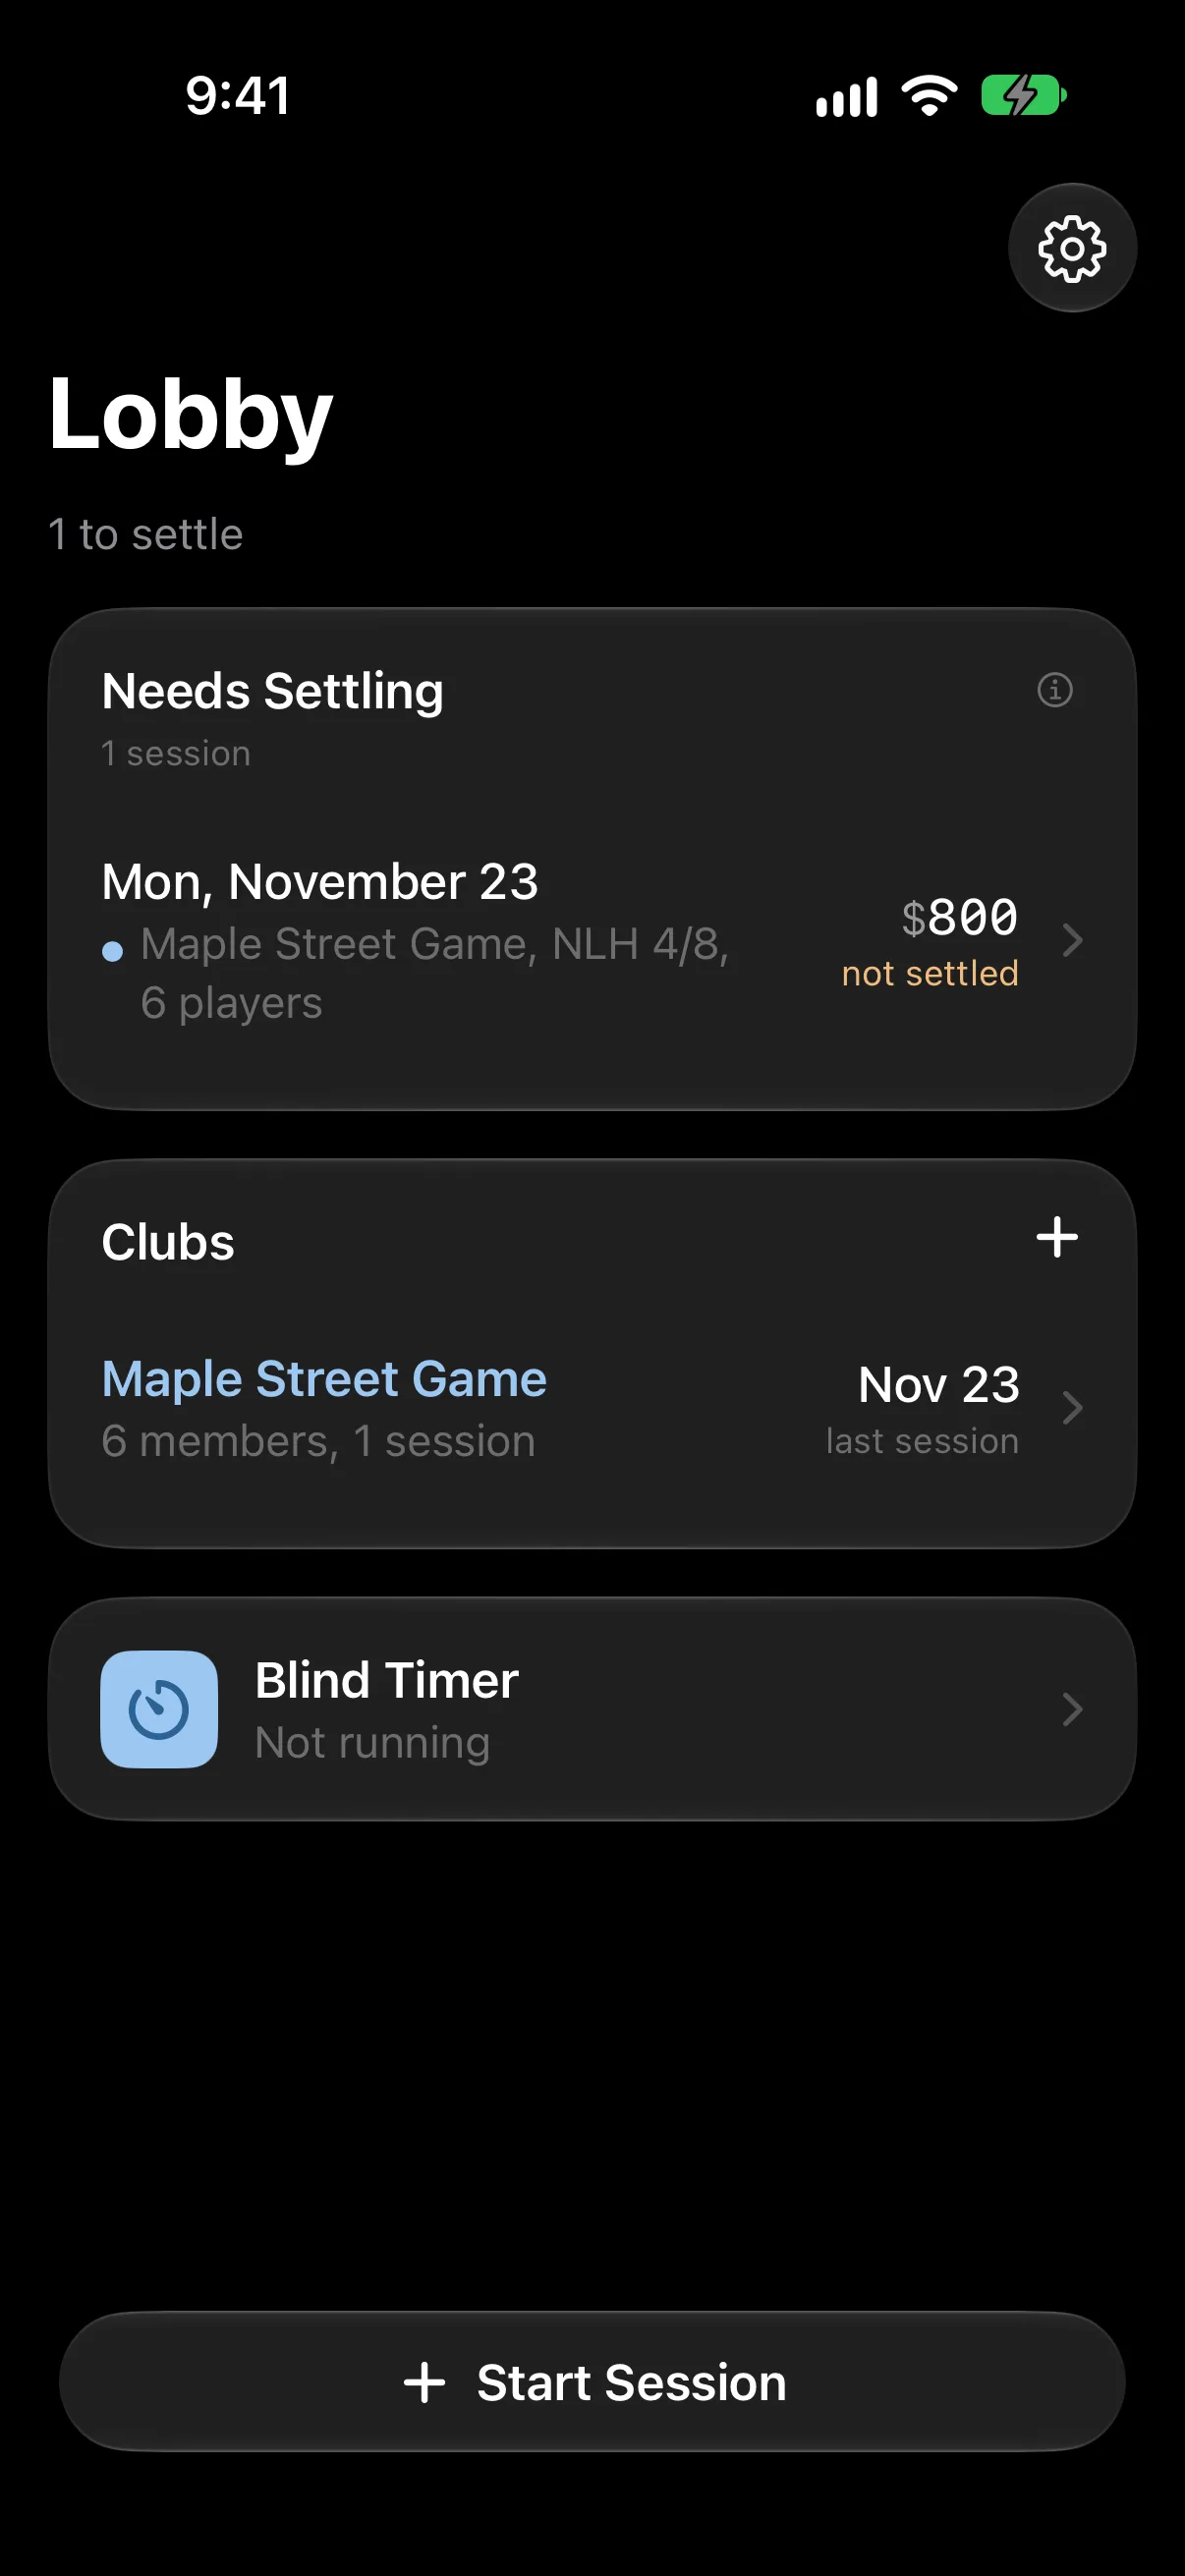 9:41
Lobby
1 to settle
Needs Settling
1 session
Mon, November 23
Maple Street Game, NLH 4/8,
6 players
$800
not settled
Clubs
Maple Street Game
6 members, 1 session
Nov 23
last session
Blind Timer
Not running
Start Session